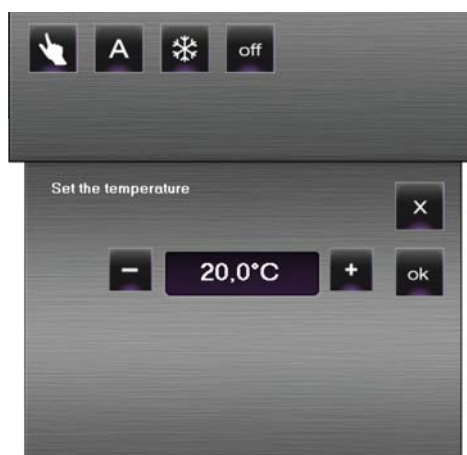 A
off
Set the temperature
X
− 20,0°C +
ok